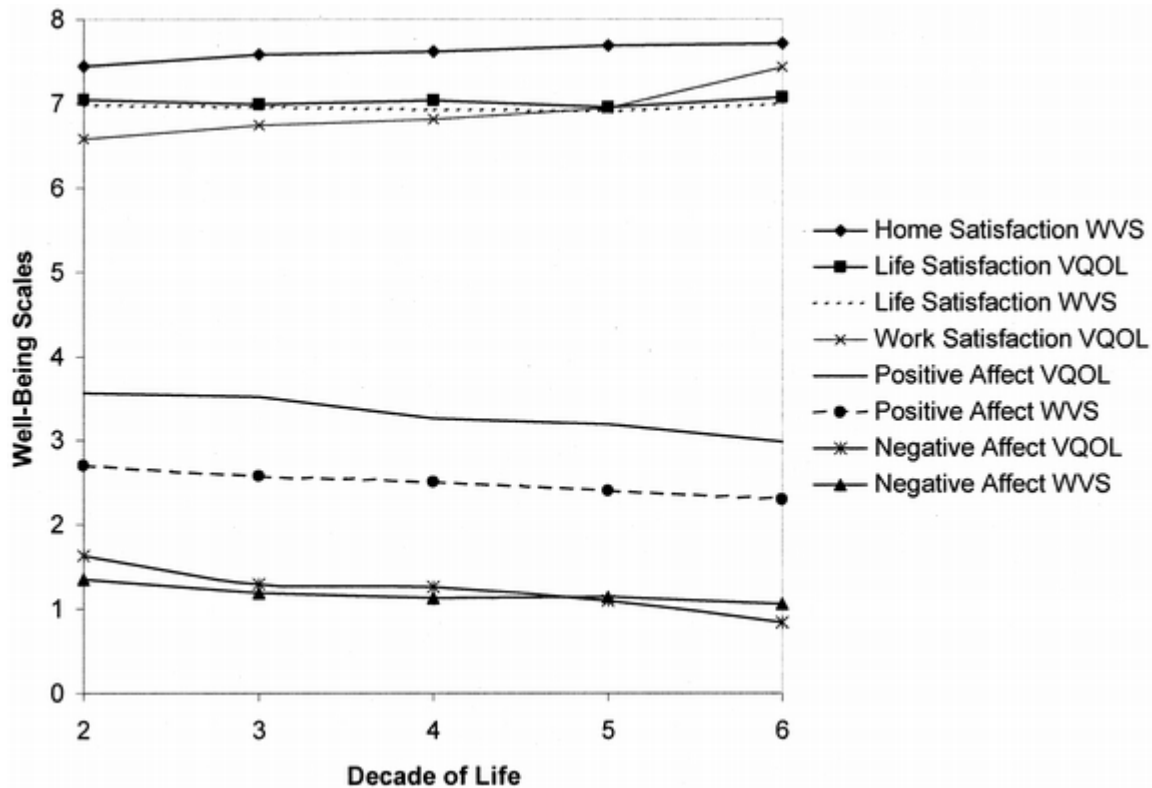 8
7
6
5
4
3
2
1
0
Well-Being Scales
2 3 4 5 6
Decade of Life
Home Satisfaction WVS
Life Satisfaction VQOL
Life Satisfaction WVS
Work Satisfaction VQOL
Positive Affect VQOL
Positive Affect WVS
Negative Affect VQOL
Negative Affect WVS